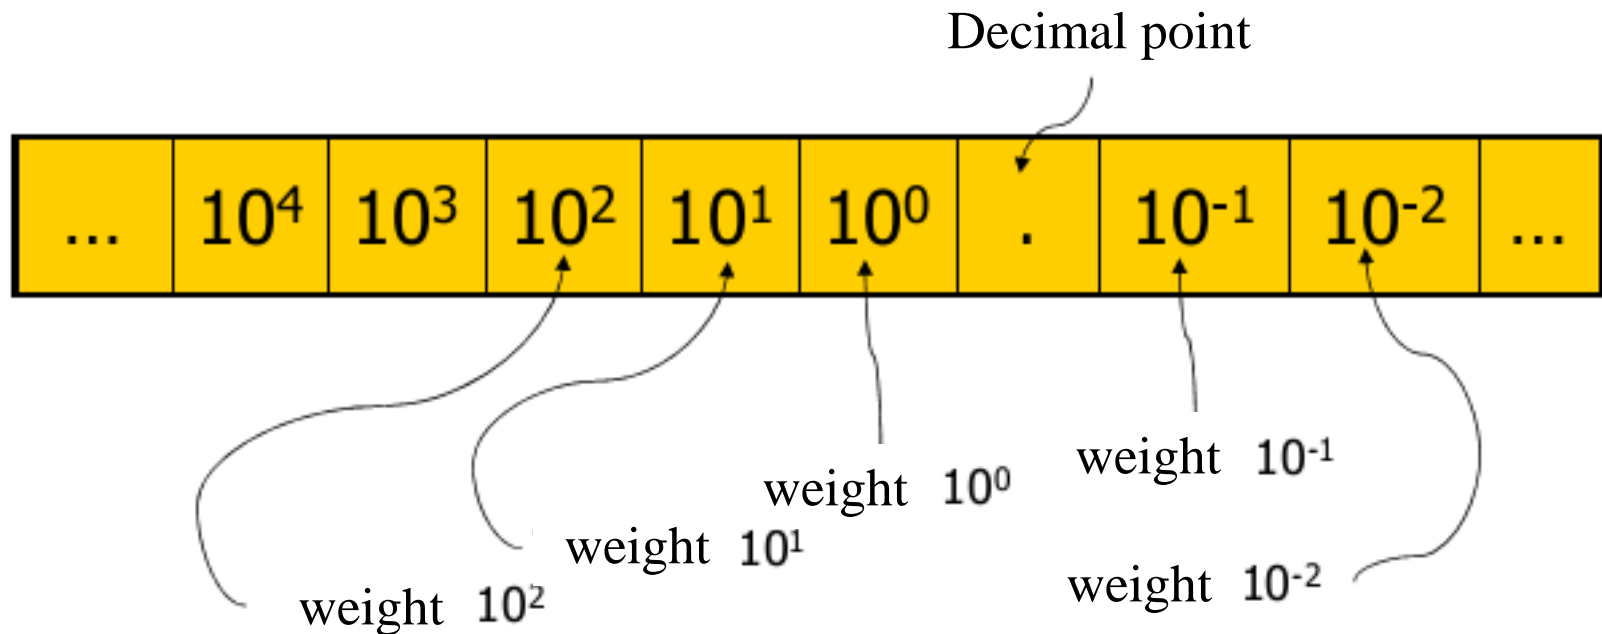 Decimal point
... 10⁴ 10³ 10² 10¹ 10⁰ . 10⁻¹ 10⁻² ...
weight 10⁻¹
weight 10⁰
weight 10¹
weight 10⁻²
weight 10²